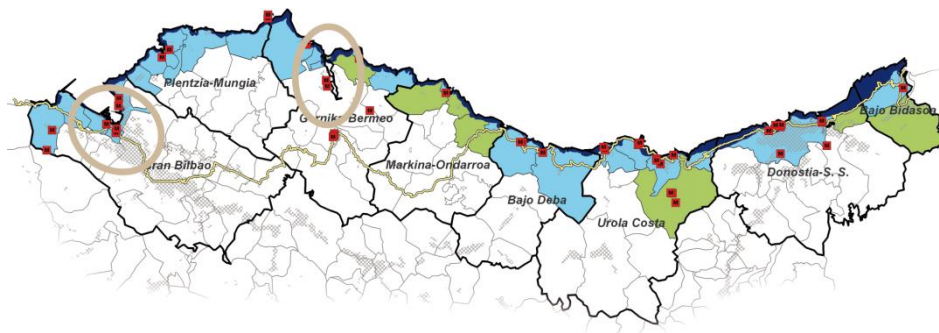 Plentzia-Mungia
Bajo Bidasoa
Gernika-Bermeo
Gran Bilbao
Markina-Ondarroa
Donostia-S. S.
Bajo Deba
Urola Costa